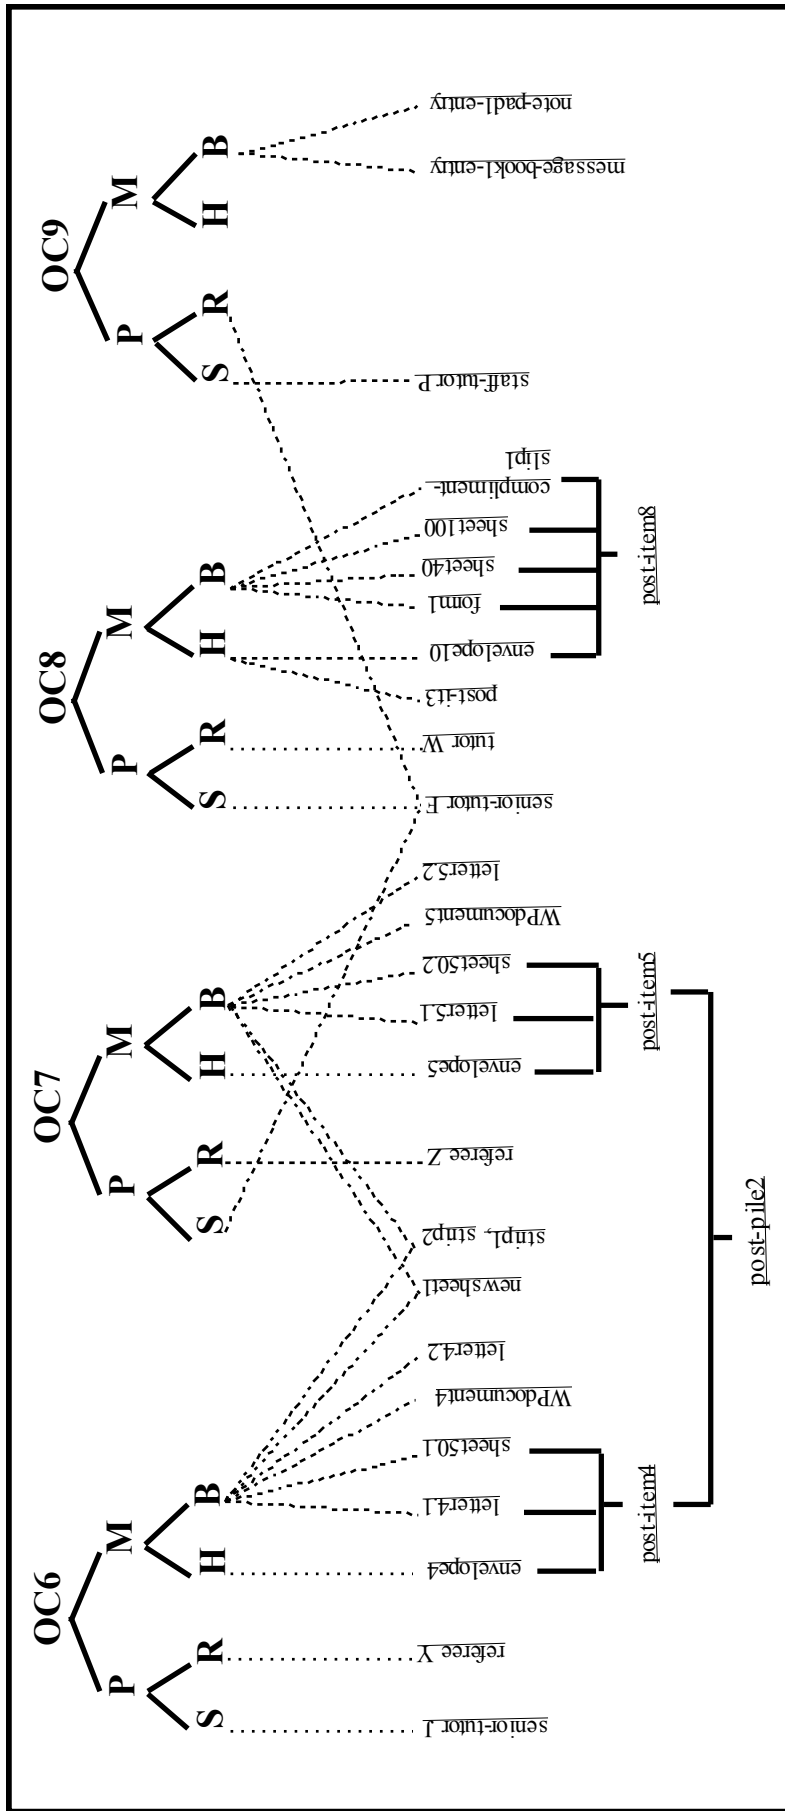 OC6
OC7
OC8
OC9
P
M
P
M
P
M
P
M
S
R
H
B
S
R
H
B
S
R
H
B
S
R
H
B
senior-tutor J
referee Y
envelope4
letter4.1
sheet50.1
WPdocument4
letter4.2
newsheet1
strip1, strip2
referee Z
envelope5
letter5.1
sheet50.2
WPdocument5
letter5.2
senior-tutor E
tutor W
post-it3
envelope10
form1
sheet40
sheet100
compliment-
slip1
staff-tutor P
message-book1-entry
note-pad1-entry
post-item4
post-item5
post-item8
post-pile2